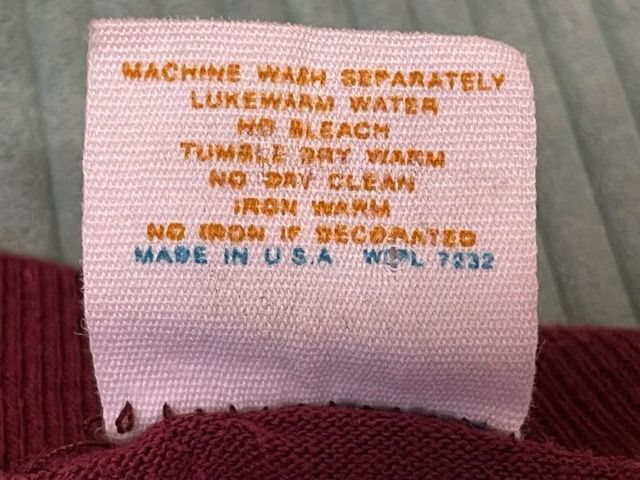 MACHINE WASH SEPARATELY
LUKEWARM WATER
NO BLEACH
TUMBLE DRY WARM
NO DRY CLEAN
IRON WARM
NO IRON IF DECORATED
MADE IN U.S.A WPL 7232